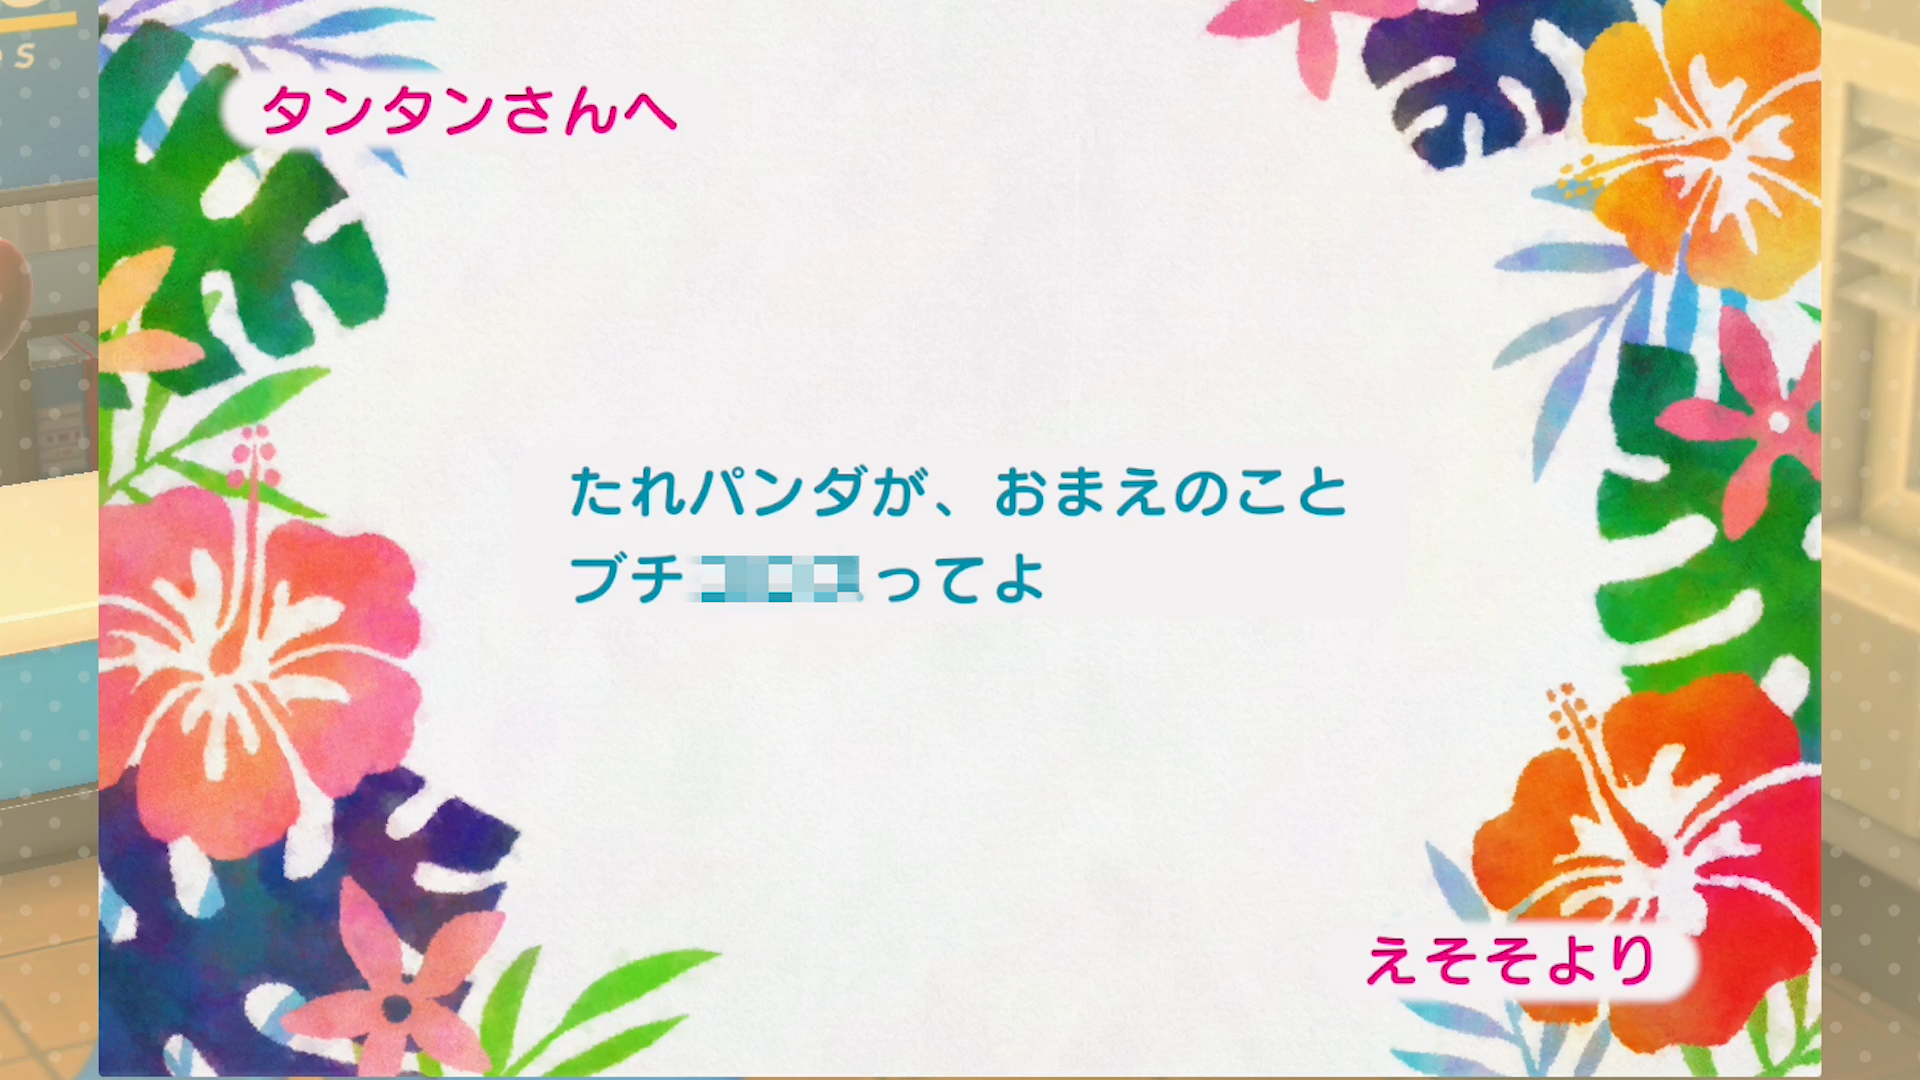 タンタンさんへ
たれパンダが、おまえのこと
ブチ ってよ
えそそより